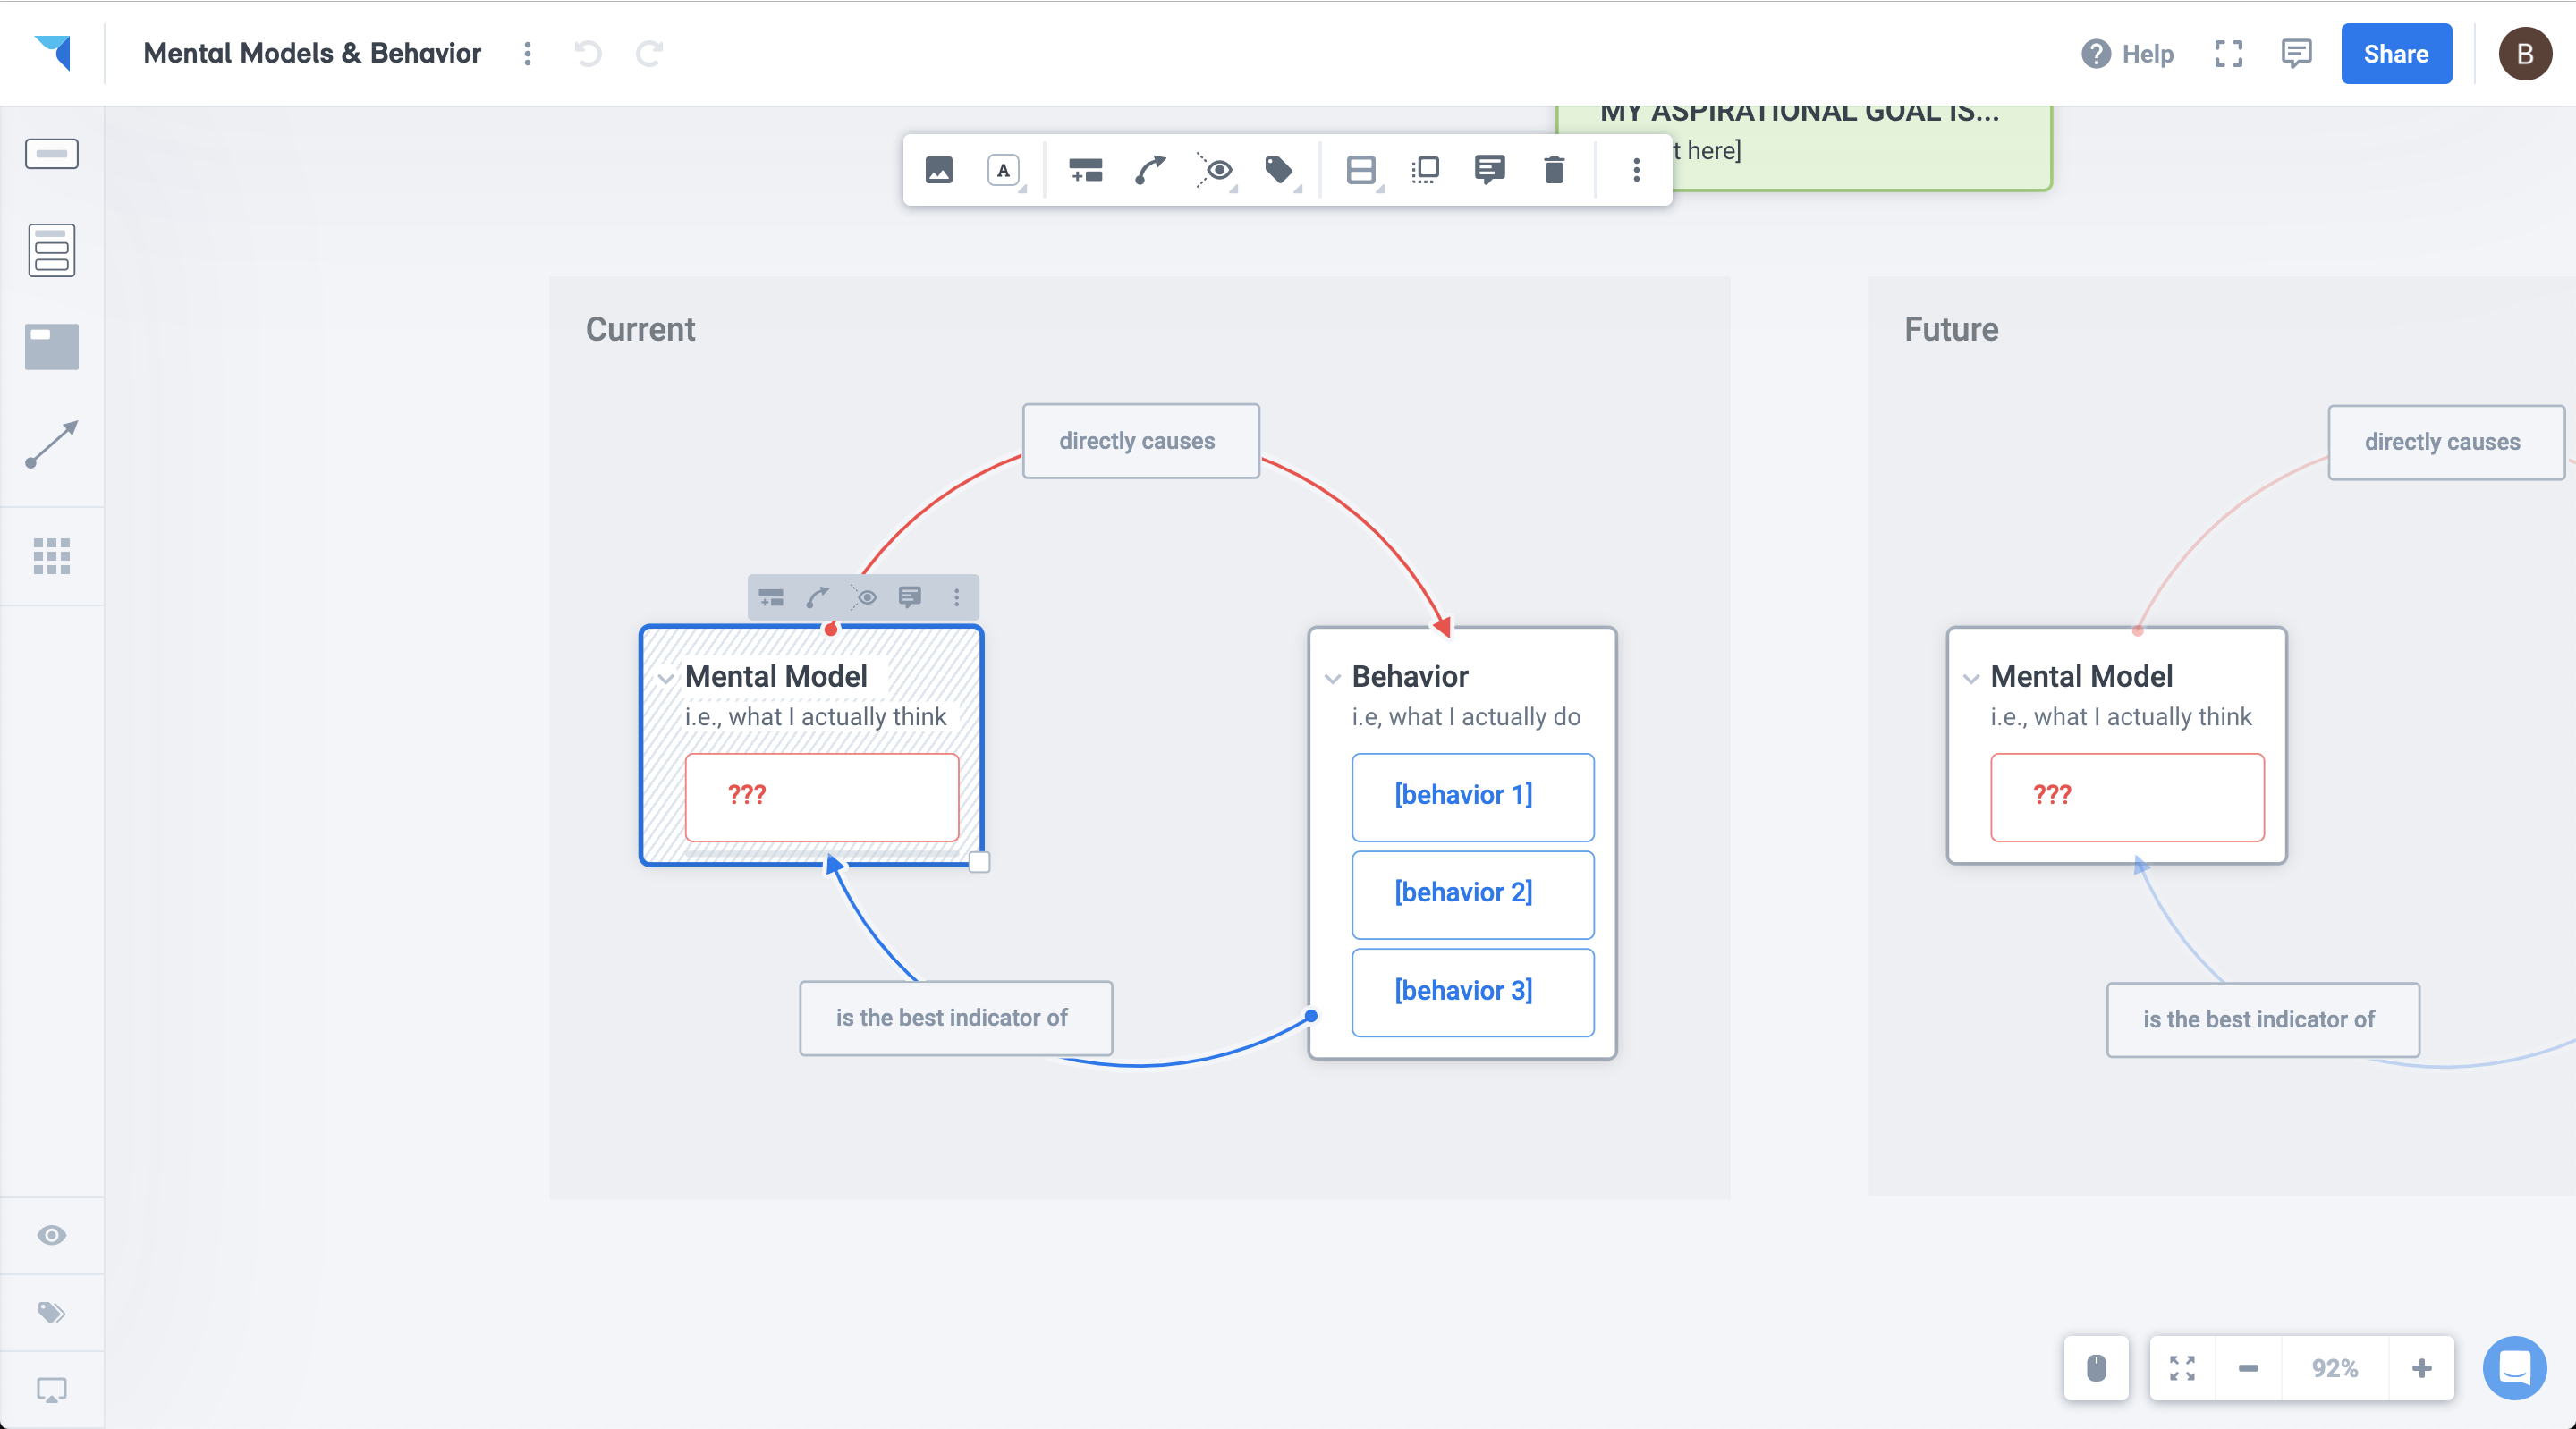 Mental Models & Behavior
Help
Share
B
MY ASPIRATIONAL GOAL IS...
t here]
A
Current
directly causes
Mental Model
i.e., what I actually think
???
Behavior
i.e, what I actually do
[behavior 1]
[behavior 2]
[behavior 3]
is the best indicator of
Future
directly causes
Mental Model
i.e., what I actually think
???
is the best indicator of
92%